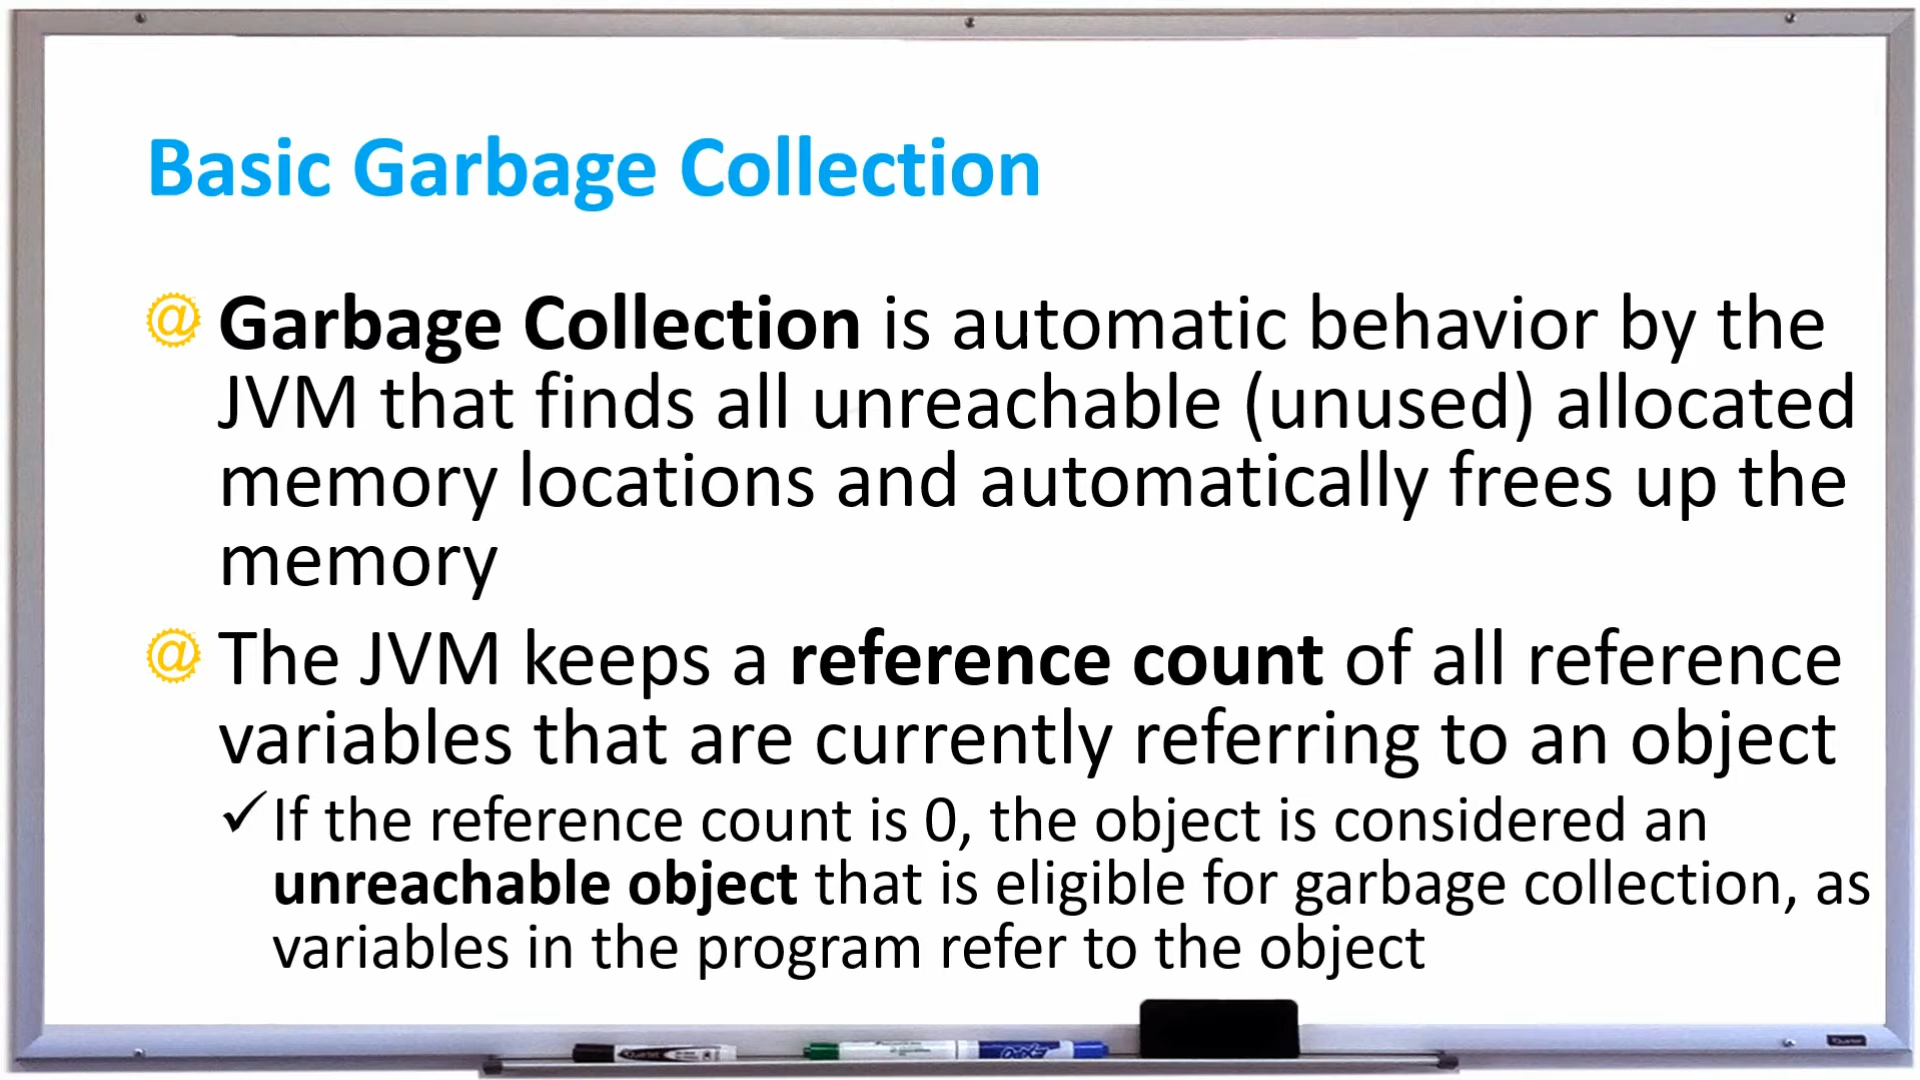 Basic Garbage Collection
@ Garbage Collection is automatic behavior by the
JVM that finds all unreachable (unused) allocated
memory locations and automatically frees up the
memory
@ The JVM keeps a reference count of all reference
variables that are currently referring to an object
✓If the reference count is 0, the object is considered an
unreachable object that is eligible for garbage collection, as
variables in the program refer to the object